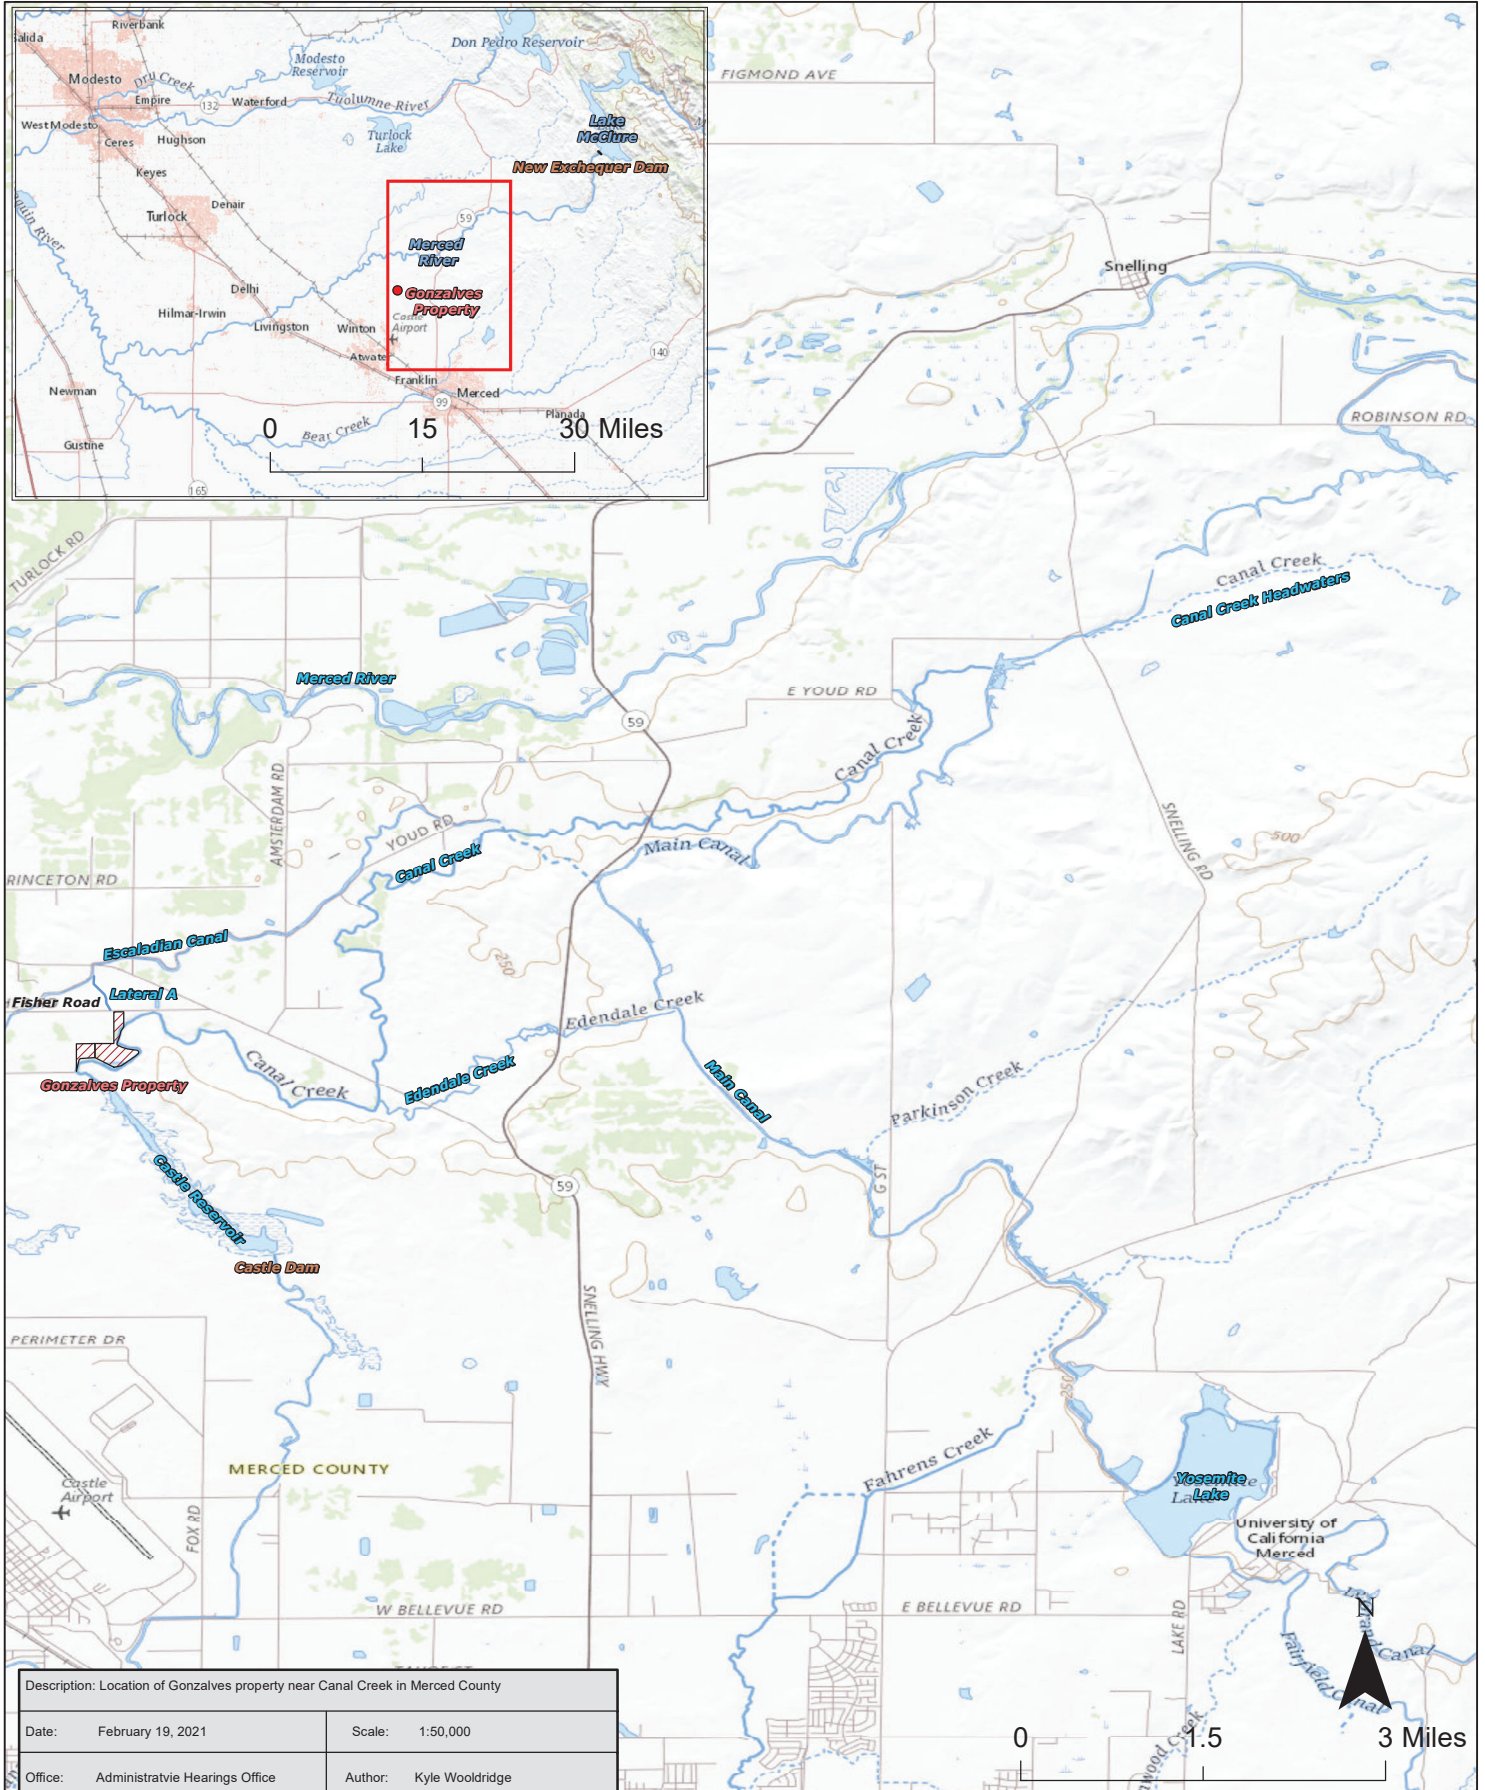 Riverbank
alida
Don Pedro Reservoir
Modesto
Reservoir
Modesto
Dry Creek
Empire
132
Waterford
Tuolumne River
West Modesto
Ceres
Hughson
Turlock
Lake
Lake
McClure
New Exchequer Dam
Keyes
Denair
Turlock
59
quin River
Merced
River
Delhi
Gonzalves
Property
Hilmar-Irwin
Livingston
Winton
Castle
Airport
Atwate
140
Franklin
Newman
Merced
99
Planada
Bear Creek
Gustine
165
0 15 30 Miles
FIGMOND AVE
Snelling
ROBINSON RD
TURLOCK RD
Canal Creek
Canal Creek Headwaters
Merced River
E YOUD RD
59
Canal Creek
AMSTERDAM RD
YOUD RD
Canal Creek
Main Canal
SNELLING RD
500
RINCETON RD
Escaladian Canal
250
Lateral A
Fisher Road
Edendale Creek
Canal Creek
Edendale Creek
Main Canal
Parkinson Creek
Gonzalves Property
G ST
59
Castle Reservoir
Castle Dam
SNELLING HWY
PERIMETER DR
250
Fahrens Creek
MERCED COUNTY
Castle
Airport
Yosemite
Lake
Yosemite
Lake
FOX RD
University of
California
Merced
W BELLEVUE RD
E BELLEVUE RD
LAKE RD
N
Fairfield Canal
Description: Location of Gonzalves property near Canal Creek in Merced County
Date: February 19, 2021 Scale: 1:50,000
Office: Administratvie Hearings Office Author: Kyle Wooldridge
0 1.5 3 Miles